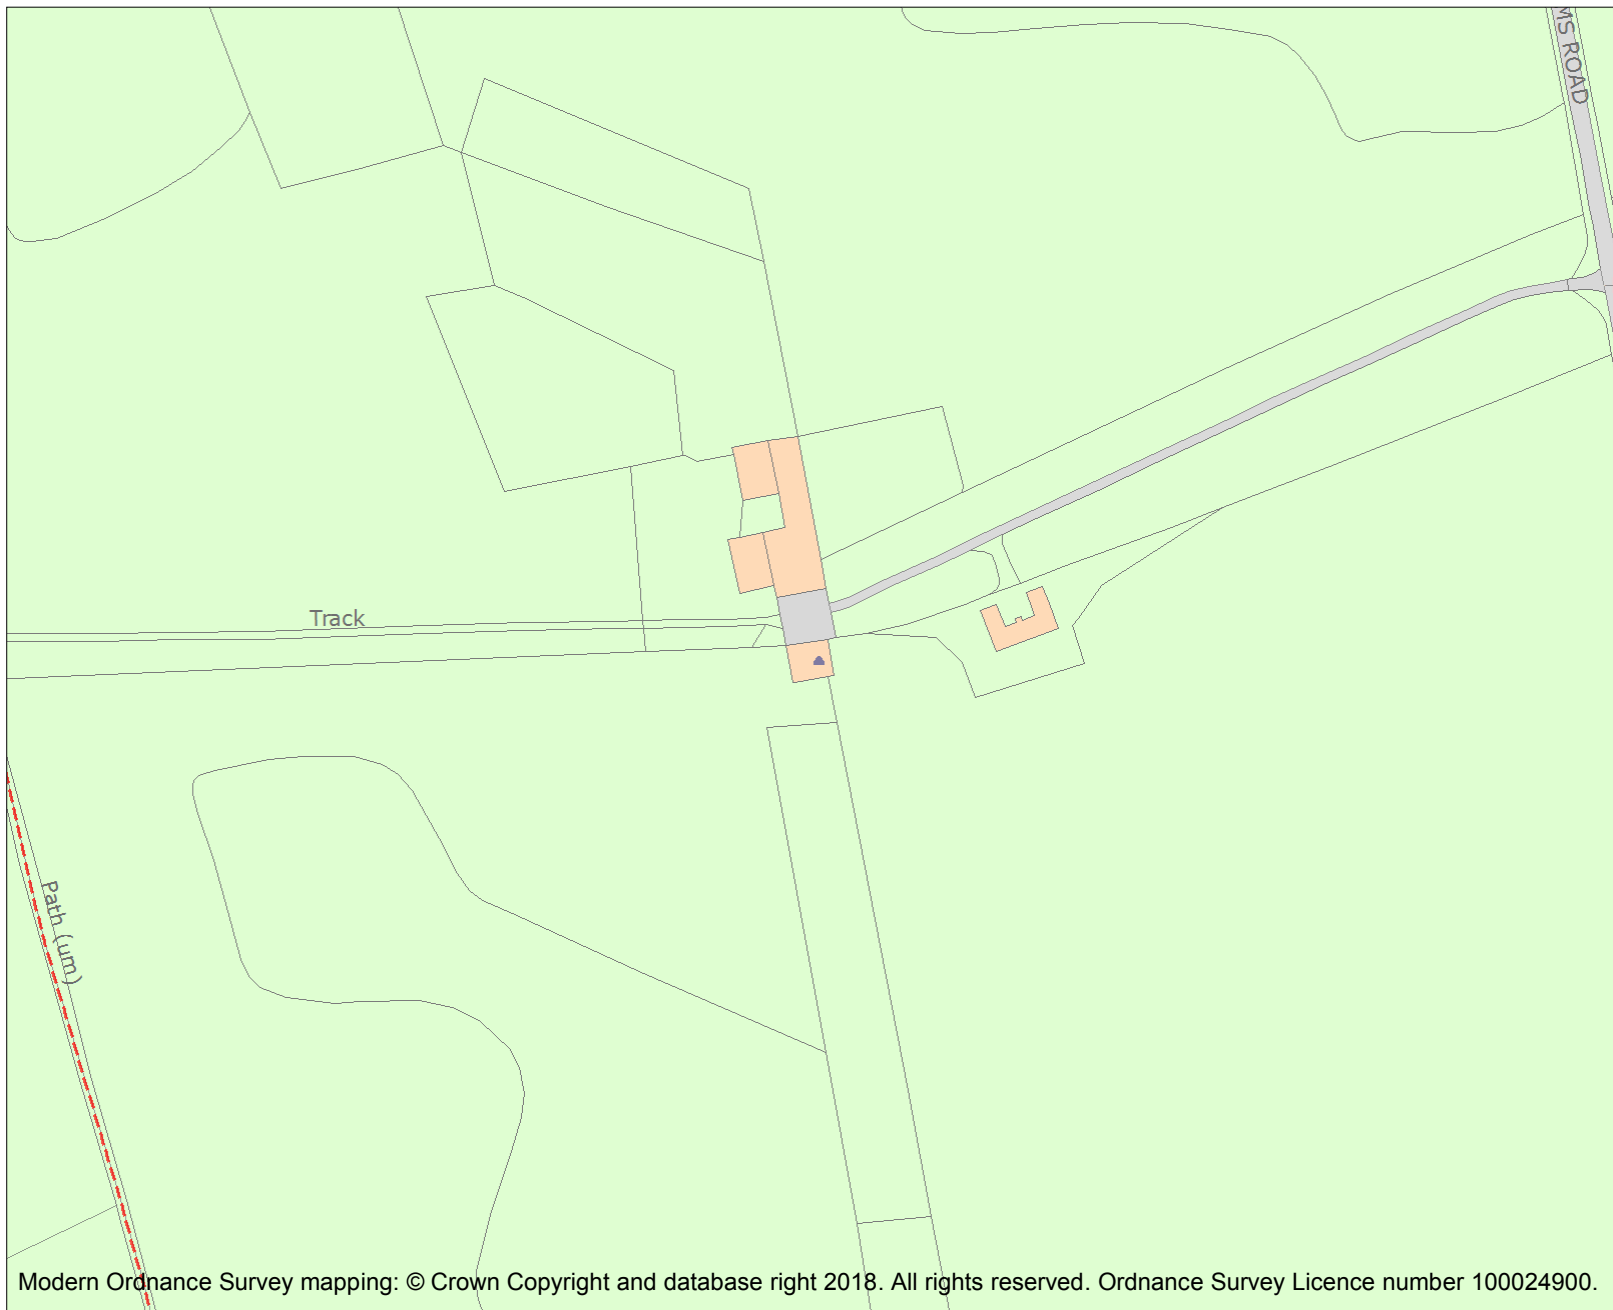 MS ROAD
Track
Path (um)
Modern Ordnance Survey mapping: © Crown Copyright and database right 2018. All rights reserved. Ordnance Survey Licence number 100024900.